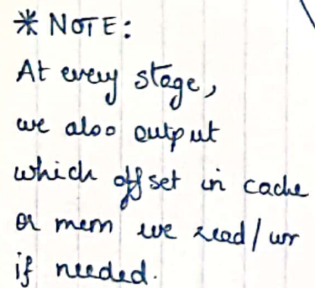 * NOTE:
At every stage,
we also output
which offset in cache
or mem we read/wr
if needed.